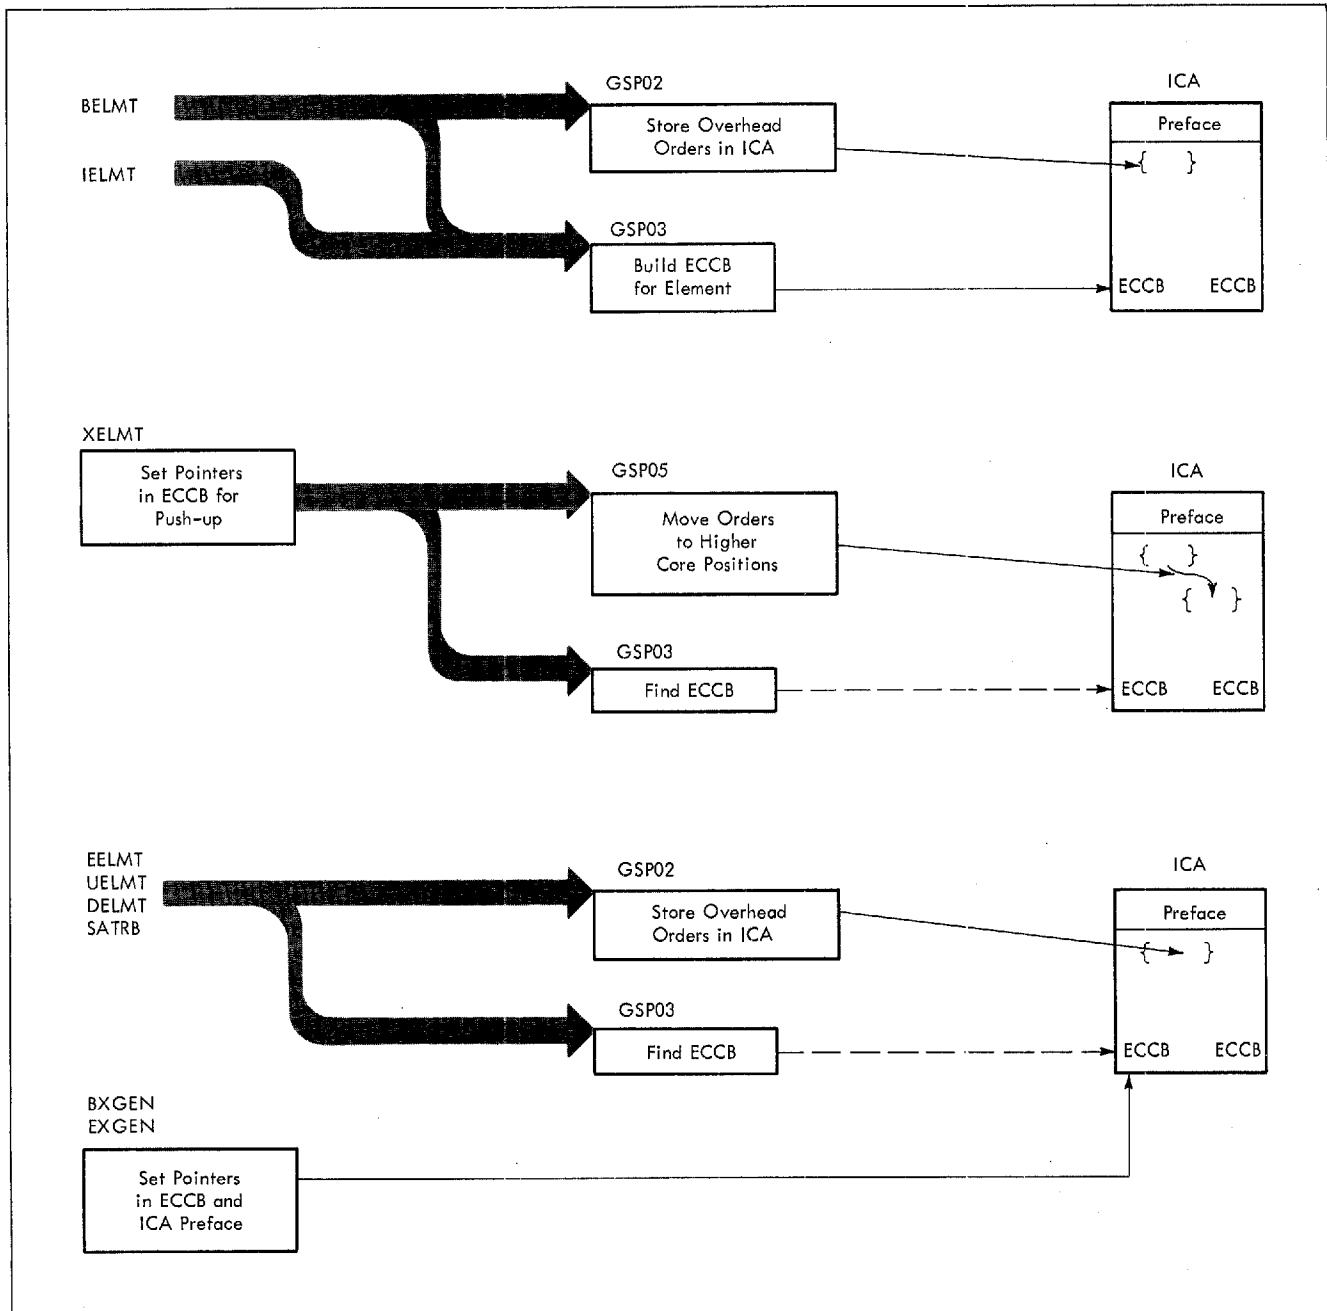 BELMT
IELMT
GSP02
Store Overhead
Orders in ICA
GSP03
Build ECCB
for Element
ICA
Preface
{ }
ECCB ECCB
XELMT
Set Pointers
in ECCB for
Push-up
GSP05
Move Orders
to Higher
Core Positions
GSP03
Find ECCB
ICA
Preface
{ }
{ }
ECCB ECCB
EELMT
UELMT
DELMT
SATRB
GSP02
Store Overhead
Orders in ICA
GSP03
Find ECCB
ICA
Preface
{ }
ECCB ECCB
BXGEN
EXGEN
Set Pointers
in ECCB and
ICA Preface